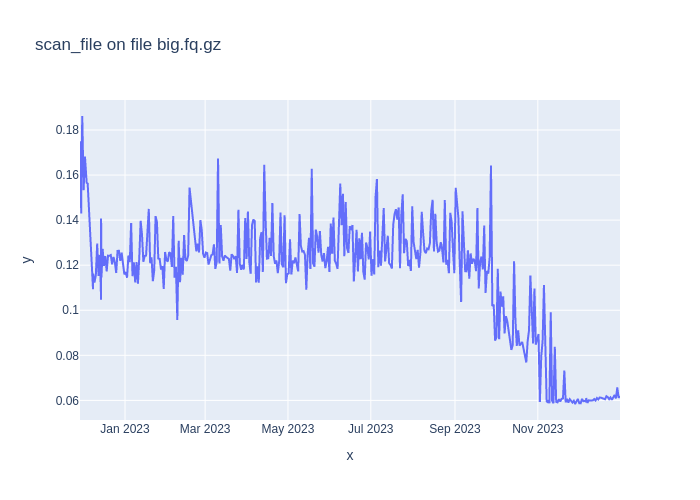 scan_file on file big.fq.gz
0.18
0.16
0.14
0.12
0.1
0.08
0.06
y
Jan 2023
Mar 2023
May 2023
Jul 2023
Sep 2023
Nov 2023
x